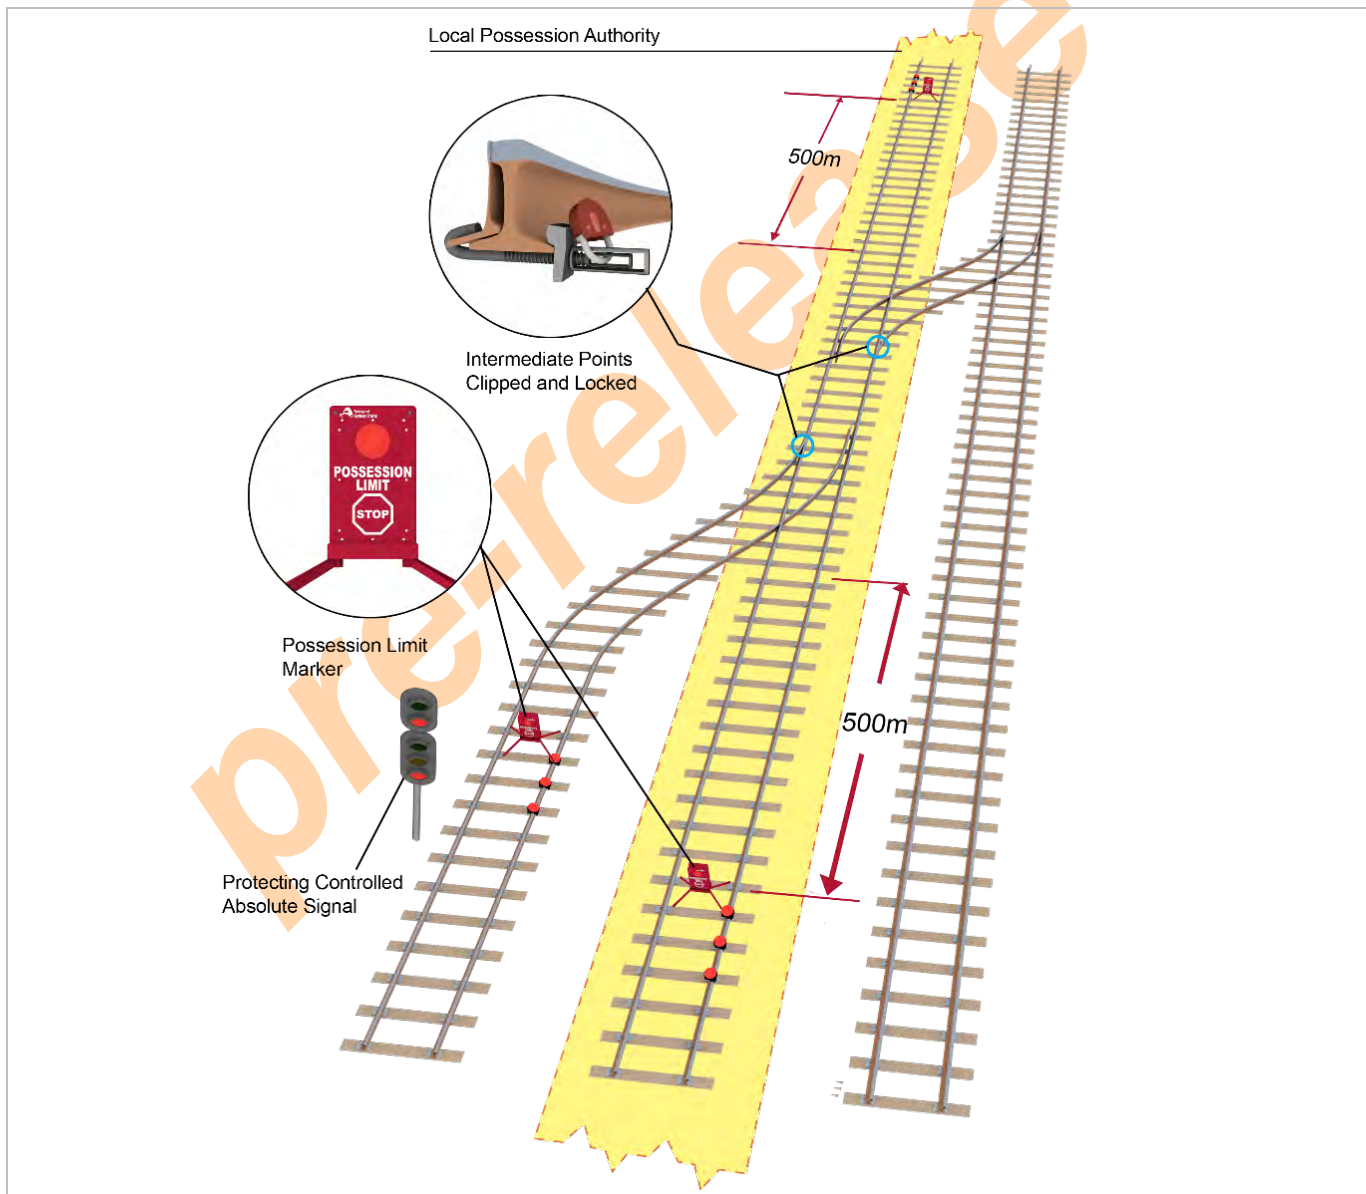 Local Possession Authority
500m
Intermediate Points
Clipped and Locked
POSSESSION
LIMIT
STOP
Possession Limit
Marker
500m
Protecting Controlled
Absolute Signal
pre-release